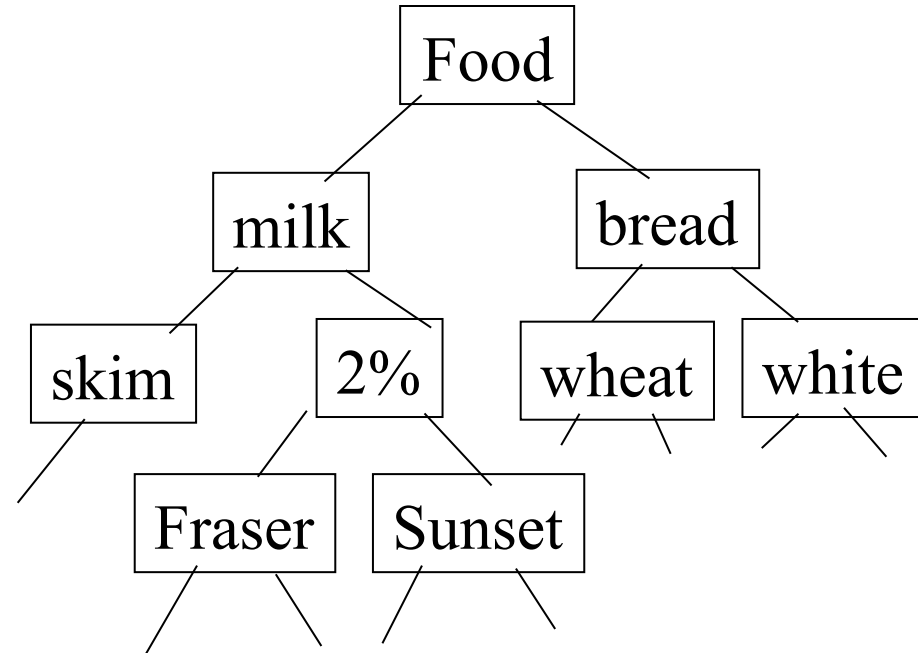 Food
milk
bread
skim
2%
wheat
white
Fraser
Sunset